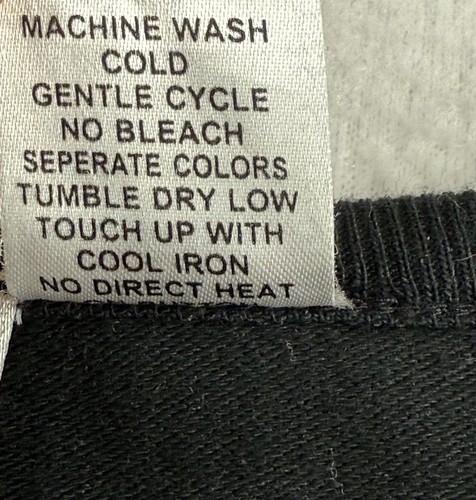 MACHINE WASH
COLD
GENTLE CYCLE
NO BLEACH
SEPERATE COLORS
TUMBLE DRY LOW
TOUCH UP WITH
COOL IRON
NO DIRECT HEAT